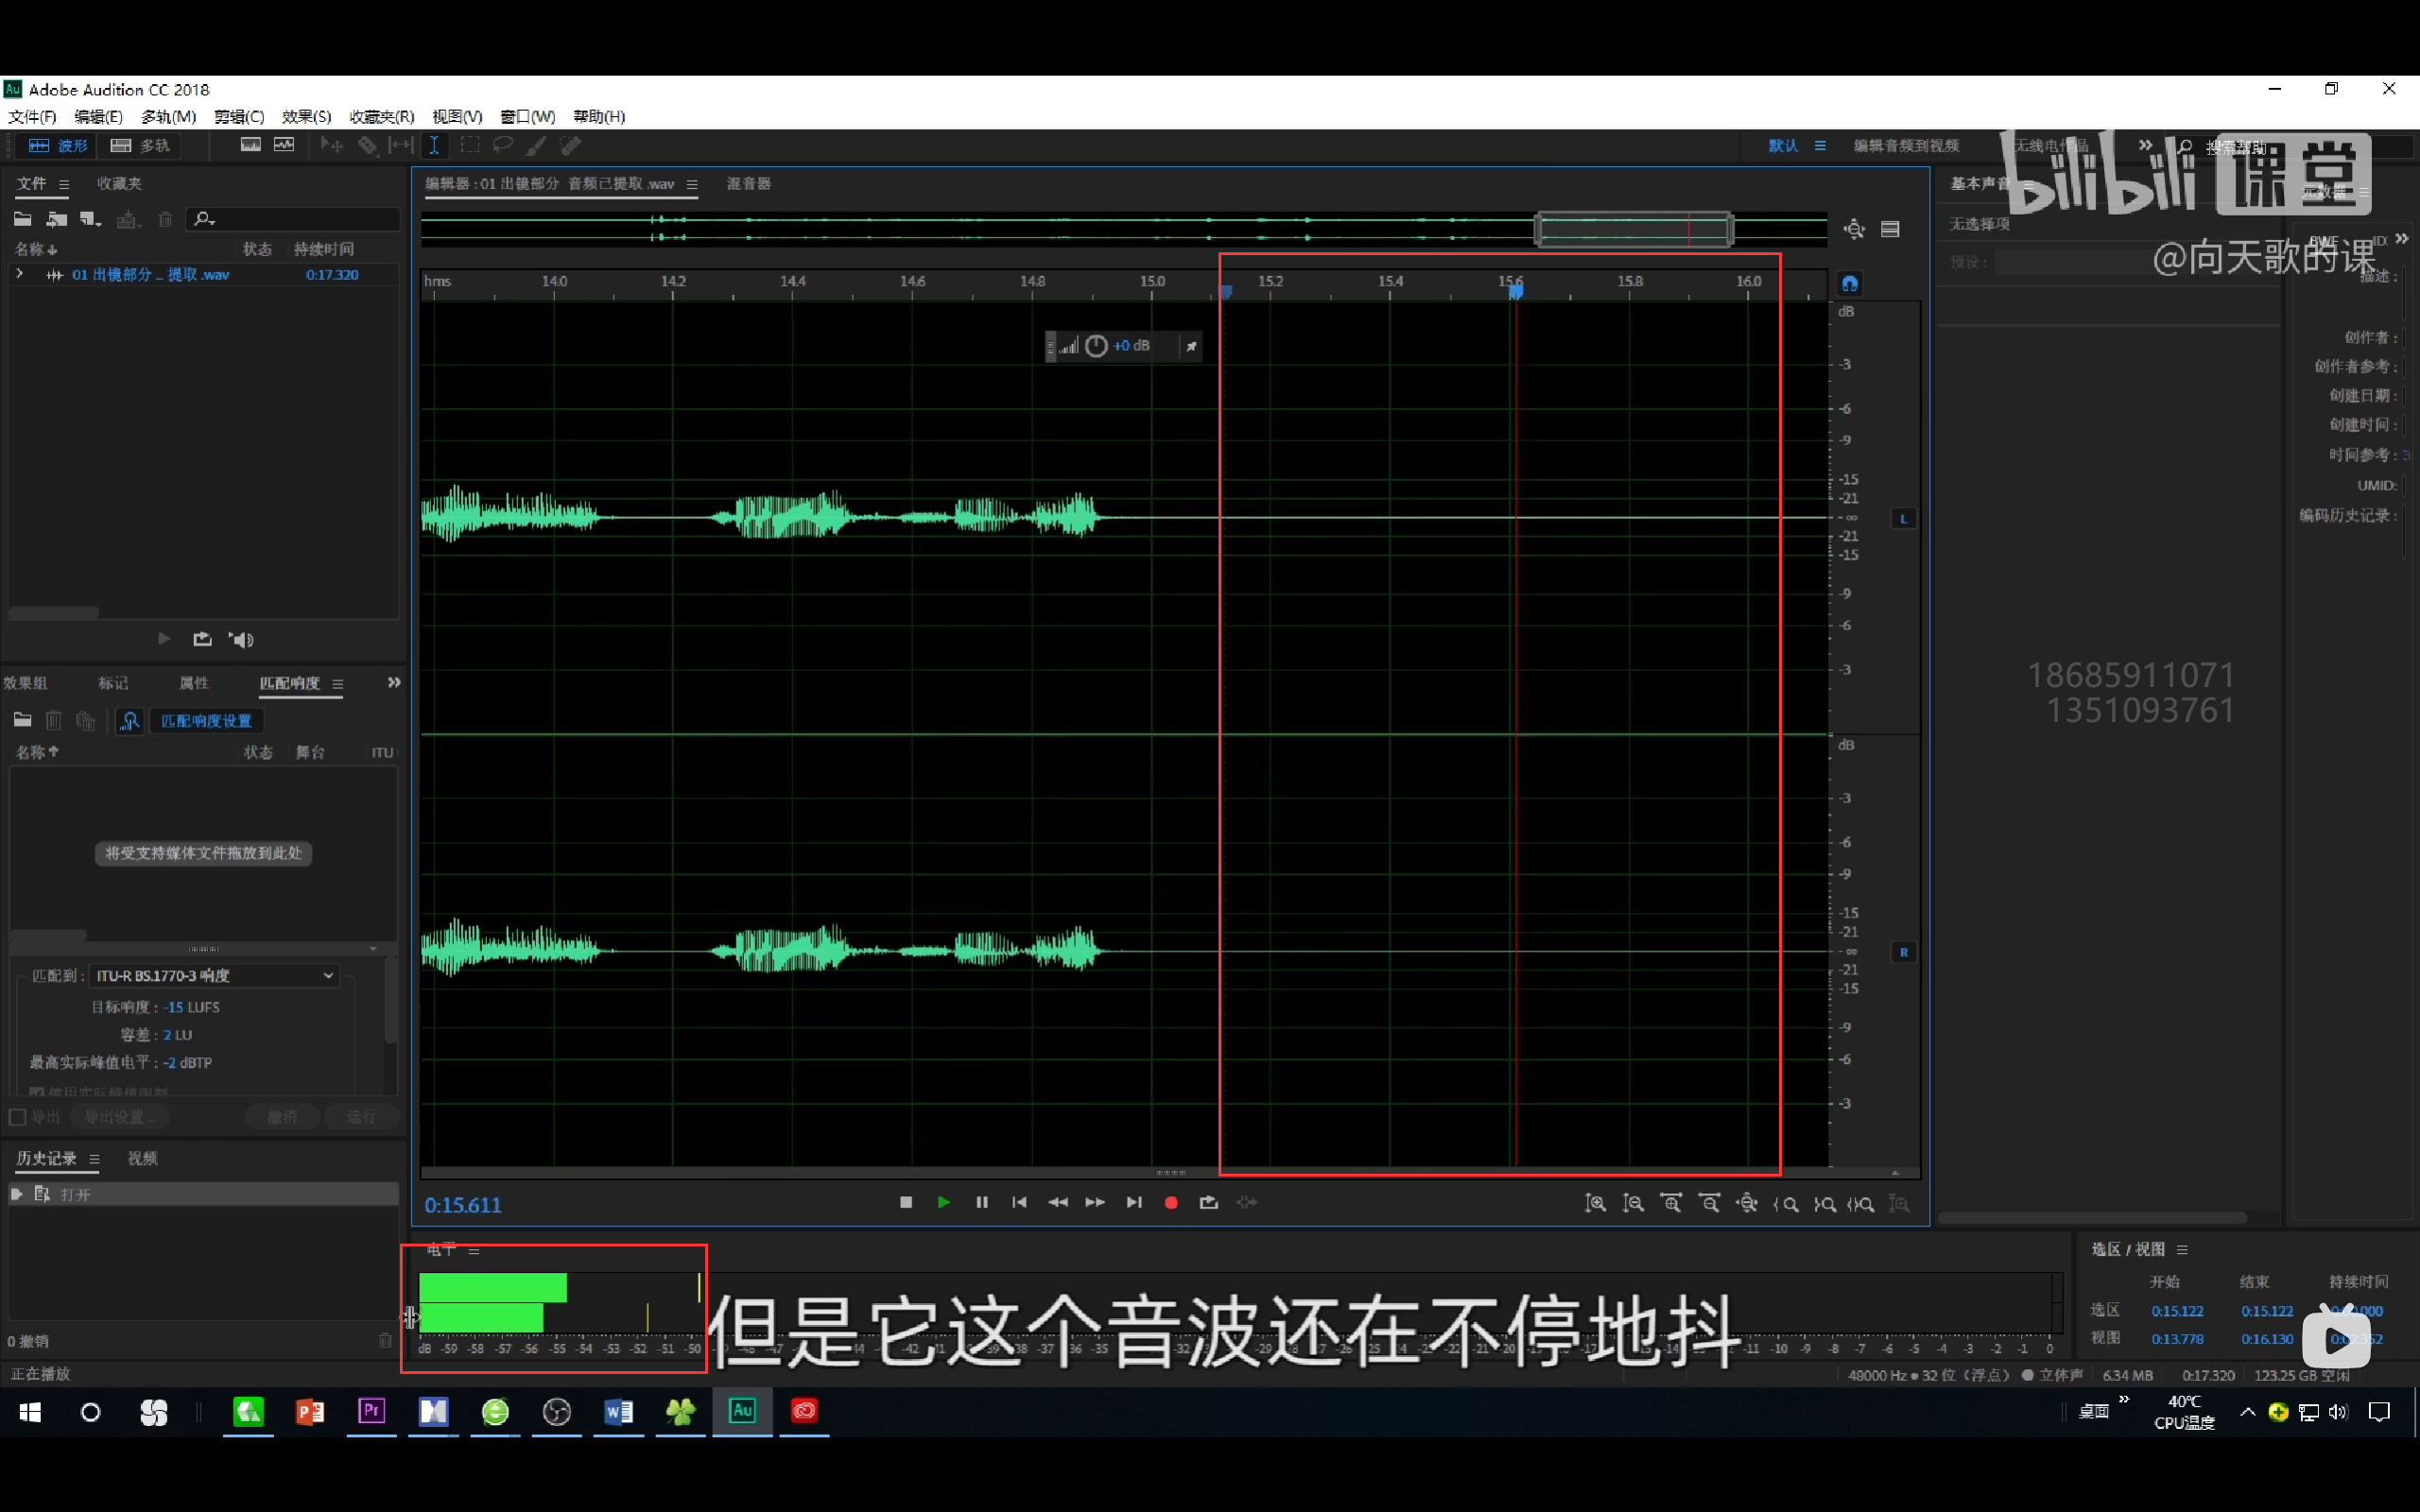 Au Adobe Audition CC 2018
文件(F) 编辑(E) 多轨(M) 剪辑(C) 效果(S) 收藏夹(R) 视图(V) 窗口(W) 帮助(H)
波形 多轨 默认 编辑音频到视频 无线电作品 搜索帮助
bilibili 课堂
@向天歌的课
文件 收藏夹
名称 状态 持续时间
01 出镜部分 _ 提取 .wav 0:17.320
编辑器 : 01 出镜部分 音频已提取 .wav 混音器
hms 14.0 14.2 14.4 14.6 14.8 15.0 15.2 15.4 15.6 15.8 16.0
+0 dB
dB
-3
-6
-9
-15
-21
-∞
-21
-15
-9
-6
-3
L
dB
-3
-6
-9
-15
-21
-∞
-21
-15
-9
-6
-3
R
基本声音
无选择项
预设 :
元数据
BWF
描述 :
创作者 :
创作者参考 :
创建日期 :
创建时间 :
时间参考 : 3
UMID:
编码历史记录 :
18685911071
1351093761
效果组 标记 属性 匹配响度
匹配响度设置
名称 状态 舞台 ITU
将受支持媒体文件拖放到此处
匹配到 : ITU-R BS.1770-3 响度
目标响度 : -15 LUFS
容差 : 2 LU
最高实际峰值电平 : -2 dBTP
导出 导出设置... 撤消 运行
历史记录 视频
打开
0 撤销
正在播放
0:15.611
电平
dB -59 -58 -57 -56 -55 -54 -53 -52 -51 -50
-11 -10 -9 -8 -7 -6 -5 -4 -3 -2 -1 0
但是它这个音波还在不停地抖
选区 / 视图
开始 结束 持续时间
选区 0:15.122 0:15.122
视图 0:13.778 0:16.130
48000 Hz ● 32 位 (浮点) ● 立体声 6.34 MB 0:17.320 123.25 GB 空闲
Pr Au
桌面
40℃
CPU温度